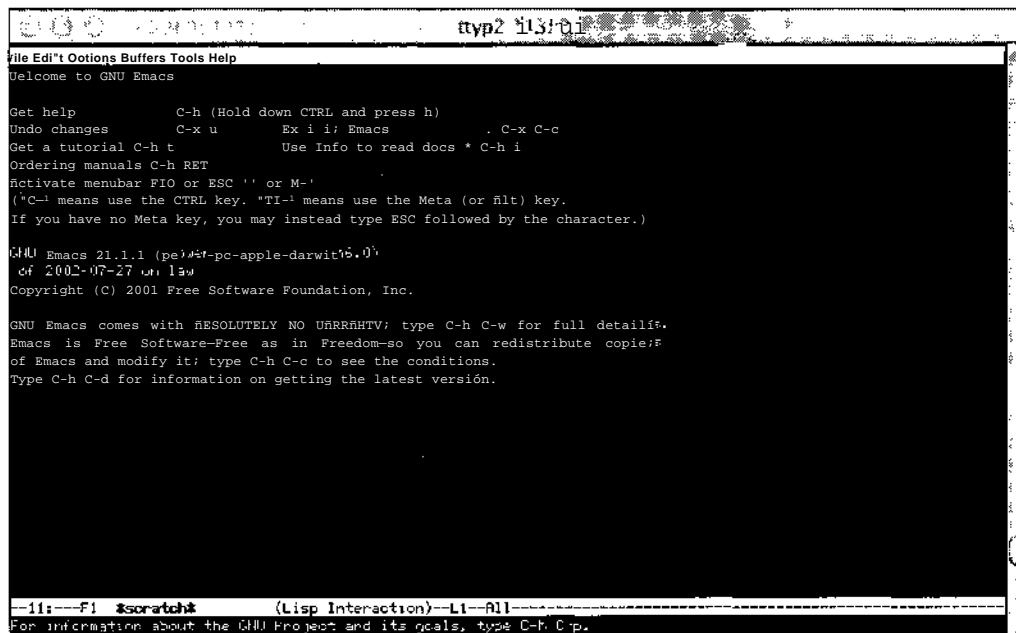 ttyp2
ile Edi"t Ootions Buffers Tools Help
Uelcome to GNU Emacs
Get help C-h (Hold down CTRL and press h)
Undo changes C-x u Ex i i; Emacs . C-x C-c
Get a tutorial C-h t Use Info to read docs * C-h i
Ordering manuals C-h RET
ñctivate menubar FIO or ESC '' or M-'
("C—¹ means use the CTRL key. "TI-¹ means use the Meta (or ñlt) key.
If you have no Meta key, you may instead type ESC followed by the character.)
GNU Emacs 21.1.1
of 2002-07-27 on law
Copyright (C) 2001 Free Software Foundation, Inc.
GNU Emacs comes with ñESOLUTELY NO UñRRñHTV; type C-h C-w for full
Emacs is Free Software—Free as in Freedom—so you can redistribute
of Emacs and modify it; type C-h C-c to see the conditions.
Type C-h C-d for information on getting the latest versión.
--11:---F1 *scratch* (Lisp Interaction)--L1--All
For information about the GNU Project and its goals, type C-h C-p.